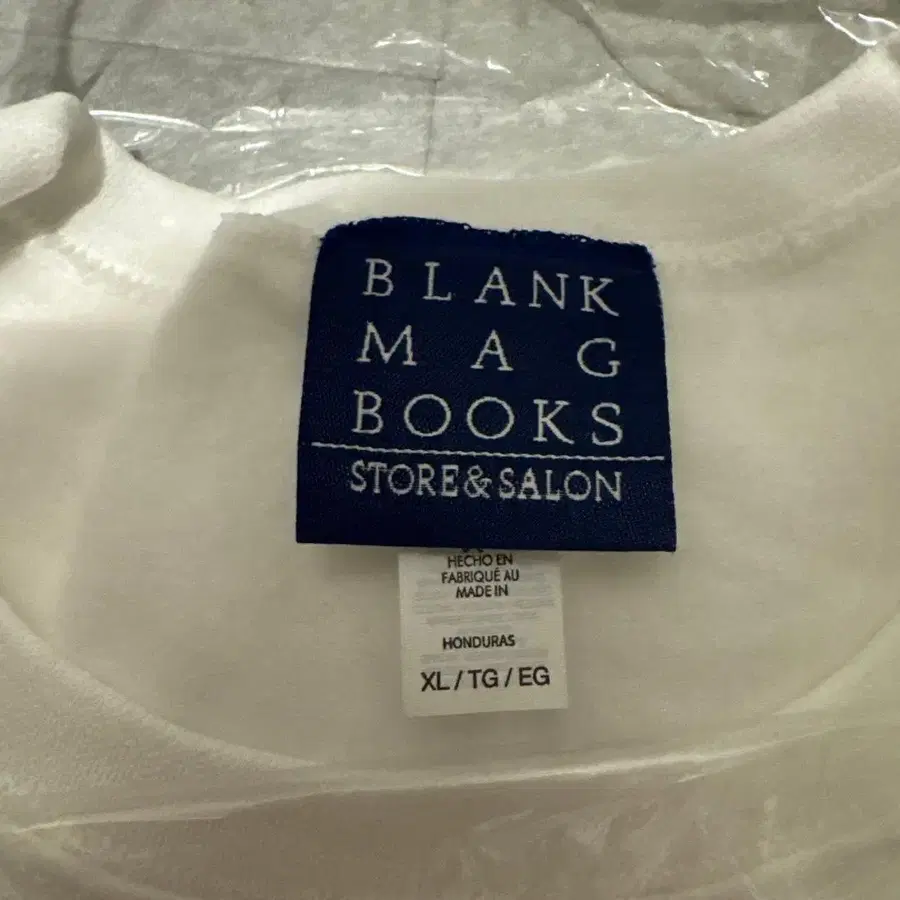 BLANK
MAG
BOOKS
STORE&SALON
HECHO EN
FABRIQUÉ AU
MADE IN
HONDURAS
XL / TG / EG